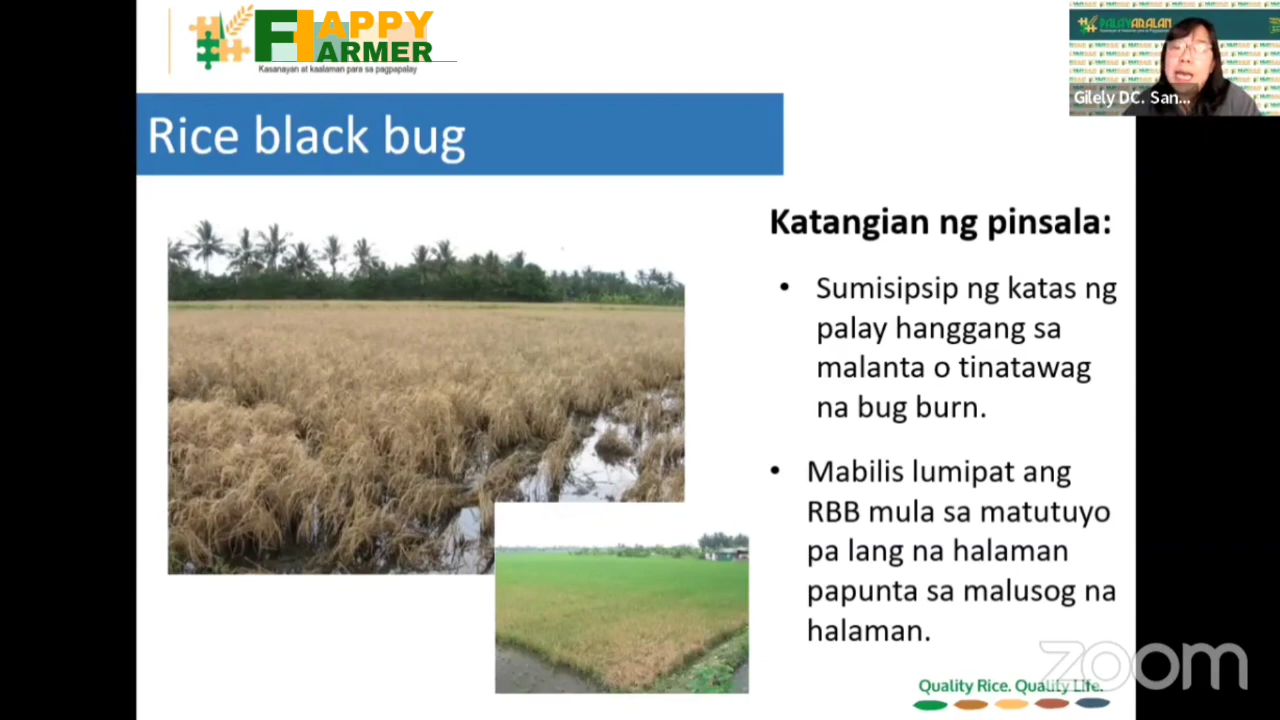 HAPPY
FARMER
Kasanayan at kaalaman para sa pagpapalay
PALAYARALAN
Gilely DC. San...
Rice black bug
Katangian ng pinsala:
• Sumisipsip ng katas ng
palay hanggang sa
malanta o tinatawag
na bug burn.
• Mabilis lumipat ang
RBB mula sa matutuyo
pa lang na halaman
papunta sa malusog na
halaman.
zoom
Quality Rice. Quality Life.